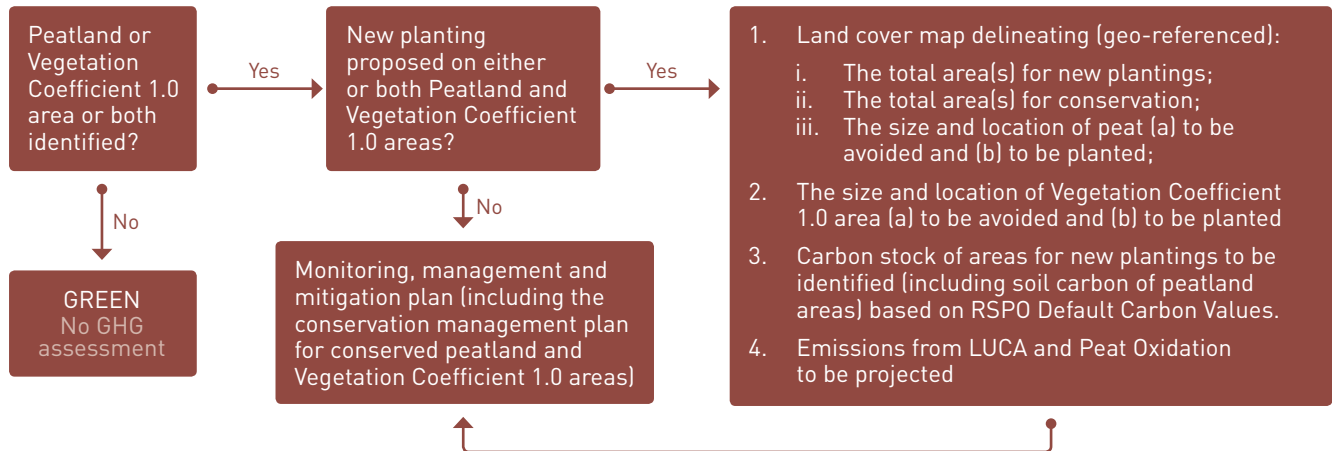 Peatland or
Vegetation
Coefficient 1.0
area or both
identified?
Yes
New planting
proposed on either
or both Peatland and
Vegetation Coefficient
1.0 areas?
Yes
1. Land cover map delineating (geo-referenced):
i. The total area(s) for new plantings;
ii. The total area(s) for conservation;
iii. The size and location of peat (a) to be
avoided and (b) to be planted;
2. The size and location of Vegetation Coefficient
1.0 area (a) to be avoided and (b) to be planted
3. Carbon stock of areas for new plantings to be
identified (including soil carbon of peatland
areas) based on RSPO Default Carbon Values.
4. Emissions from LUCA and Peat Oxidation
to be projected
No
No
GREEN
No GHG
assessment
Monitoring, management and
mitigation plan (including the
conservation management plan
for conserved peatland and
Vegetation Coefficient 1.0 areas)